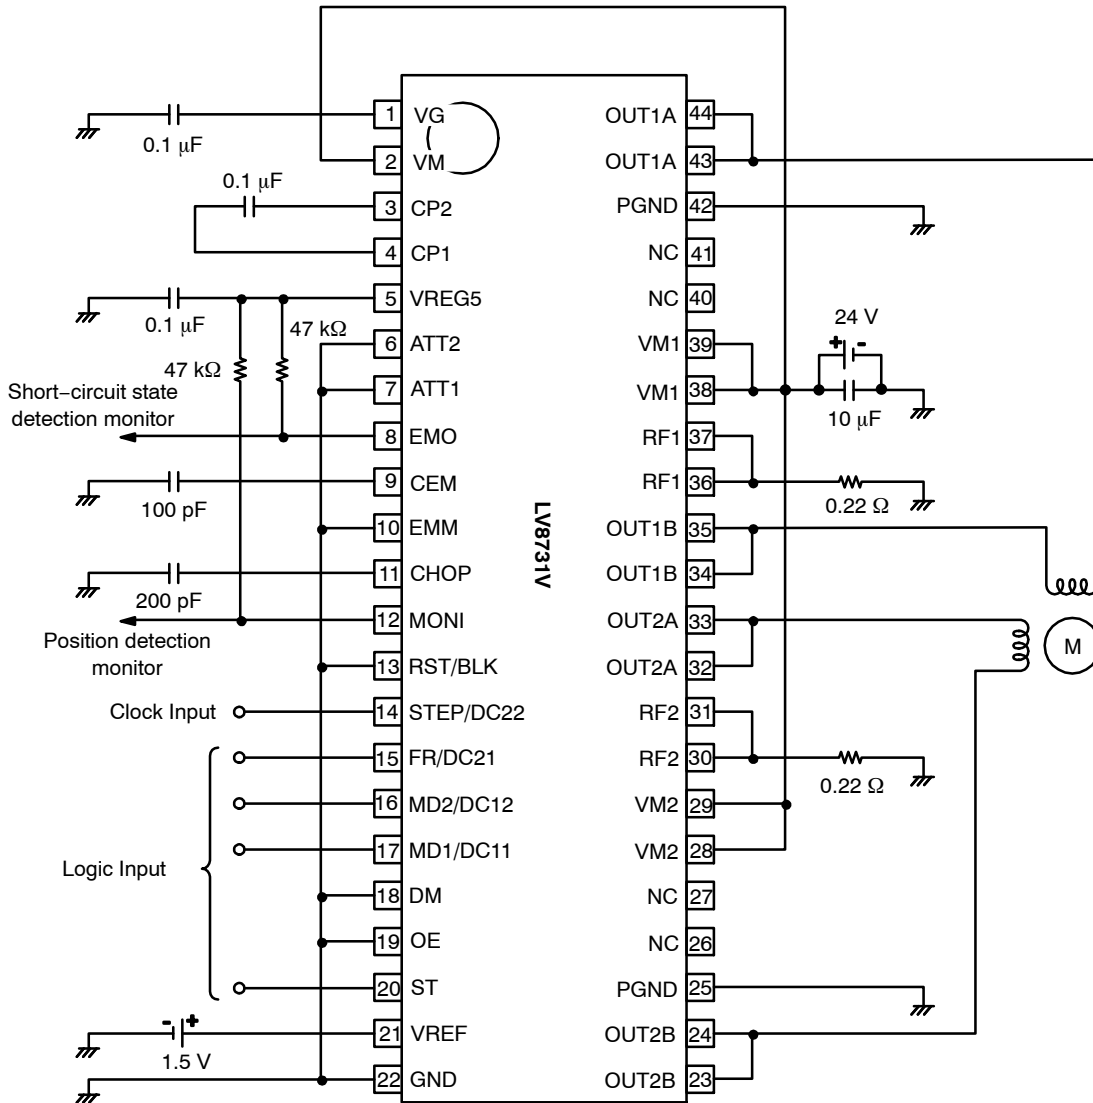 1 VG
0.1 μF
2 VM
0.1 μF
3 CP2
4 CP1
5 VREG5
0.1 μF
47 kΩ
47 kΩ
6 ATT2
7 ATT1
Short−circuit state
detection monitor
8 EMO
9 CEM
100 pF
10 EMM
11 CHOP
200 pF
12 MONI
Position detection
monitor
13 RST/BLK
Clock Input
14 STEP/DC22
15 FR/DC21
16 MD2/DC12
17 MD1/DC11
Logic Input
18 DM
19 OE
20 ST
- +
21 VREF
1.5 V
22 GND
LV8731V
OUT1A 44
OUT1A 43
PGND 42
NC 41
NC 40
24 V
+ -
VM1 39
VM1 38
10 μF
RF1 37
RF1 36
0.22 Ω
OUT1B 35
OUT1B 34
OUT2A 33
M
OUT2A 32
RF2 31
RF2 30
0.22 Ω
VM2 29
VM2 28
NC 27
NC 26
PGND 25
OUT2B 24
OUT2B 23